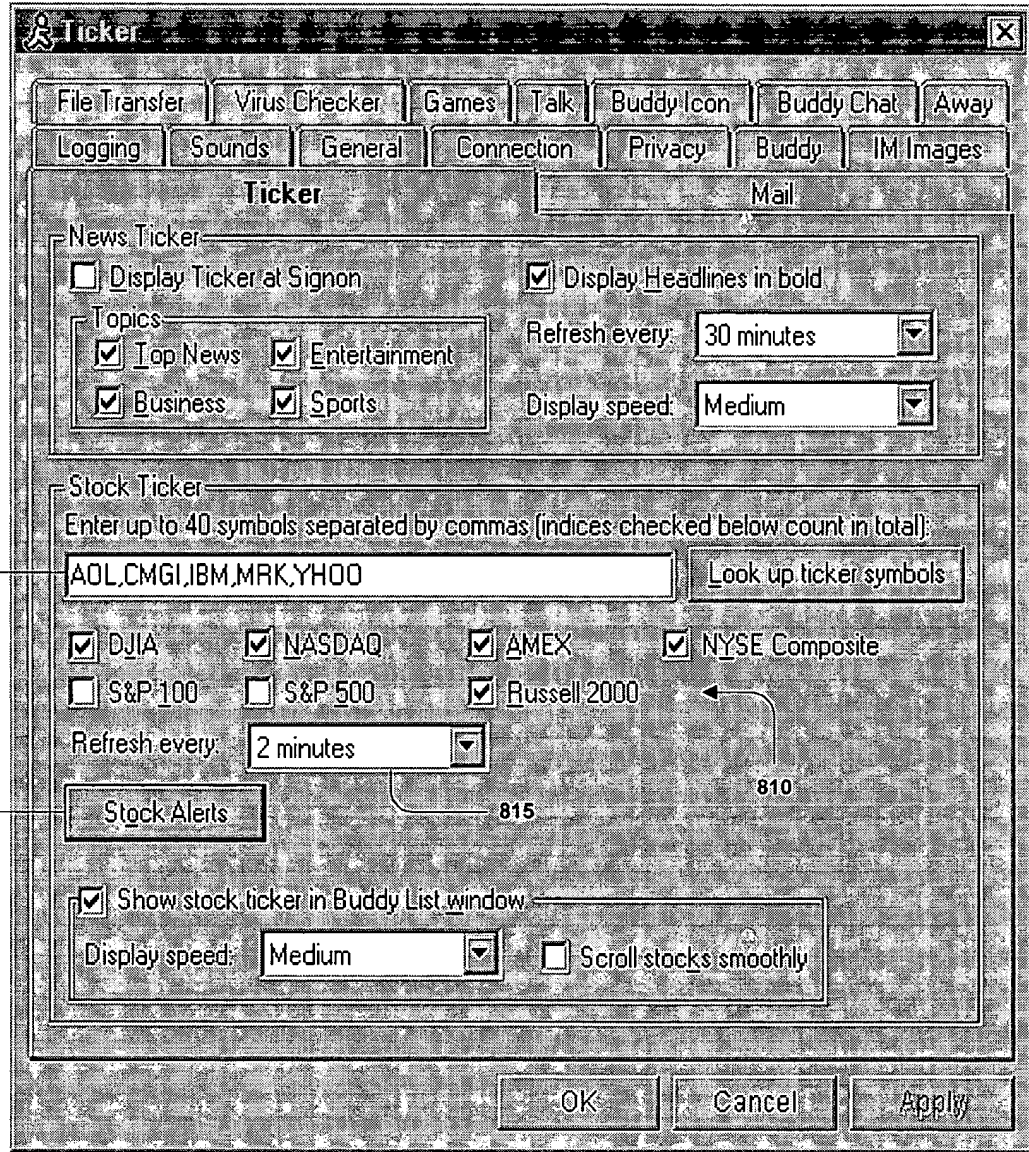 Ticker
File Transfer Virus Checker Games Talk Buddy Icon Buddy Chat Away
Logging Sounds General Connection Privacy Buddy IM Images
Ticker Mail
News Ticker
Display Ticker at Signon Display Headlines in bold
Topics
Top News Entertainment
Refresh every: 30 minutes
Business Sports
Display speed: Medium
Stock Ticker
Enter up to 40 symbols separated by commas (indices checked below count in total):
AOL,CMGI,IBM,MRK,YHOO Look up ticker symbols
DJIA NASDAQ AMEX NYSE Composite
S&P 100 S&P 500 Russell 2000
Refresh every: 2 minutes
810
Stock Alerts 815
Show stock ticker in Buddy List window
Display speed: Medium Scroll stocks smoothly
OK Cancel Apply